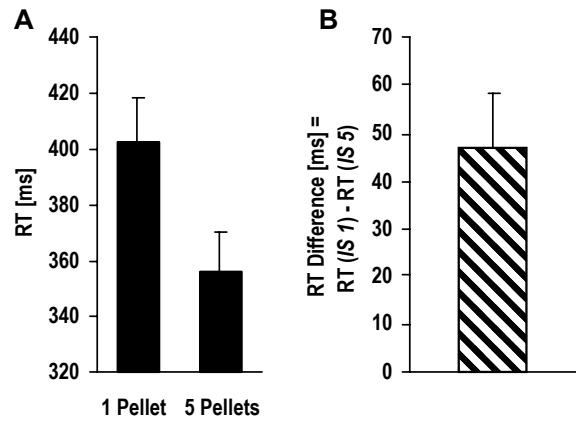 A
440
420
400
380
360
340
320
RT [ms]
1 Pellet 5 Pellets
B
70
60
50
40
30
20
10
0
RT Difference [ms] =
RT (IS 1) - RT (IS 5)